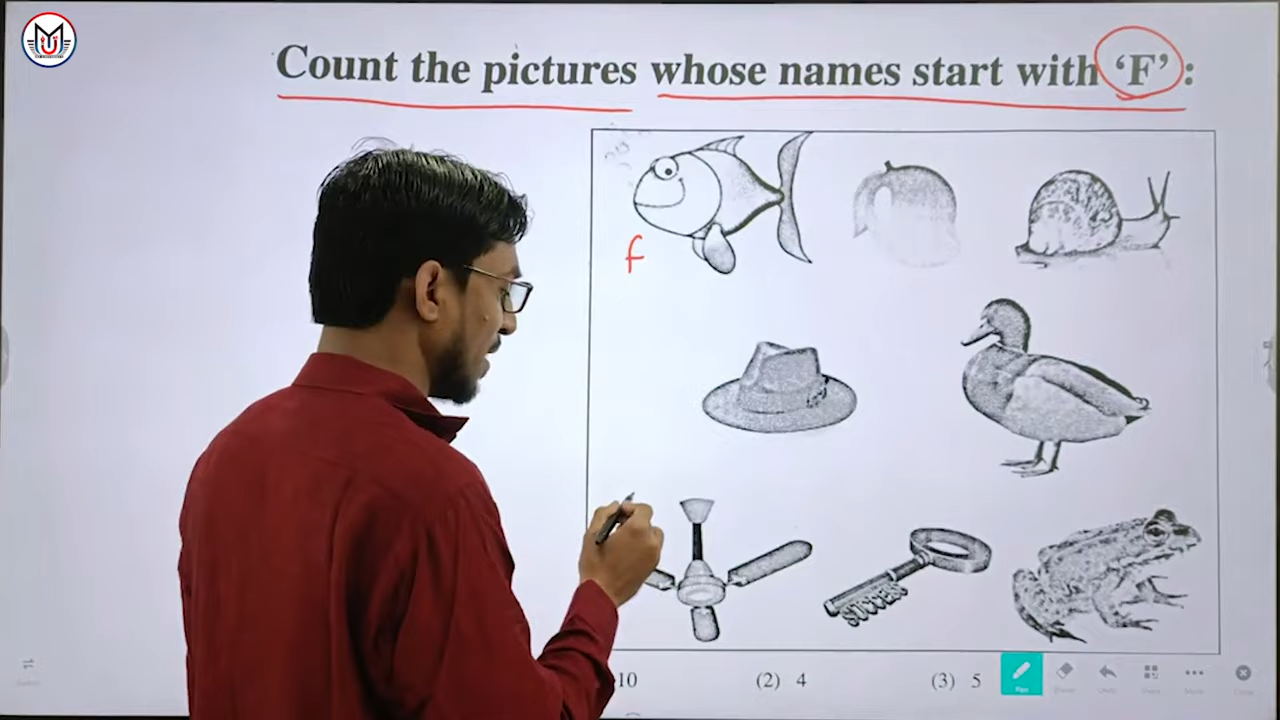 Count the pictures whose names start with 'F' :
f
SUCCESS
10
(2) 4
(3) 5